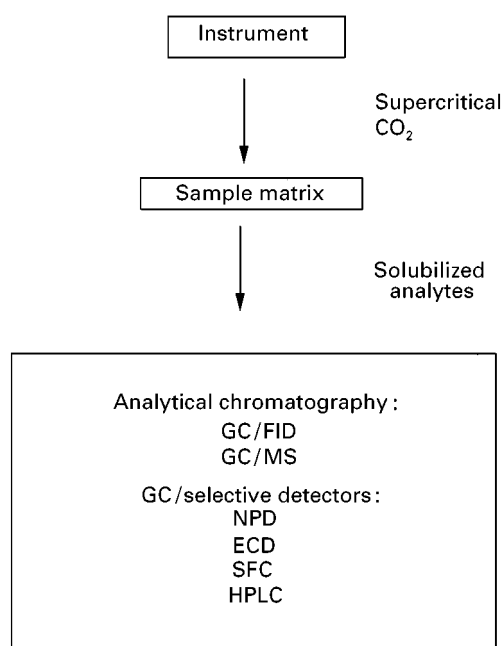 Instrument
Supercritical
CO₂
Sample matrix
Solubilized
analytes
Analytical chromatography :
GC/FID
GC/MS
GC/selective detectors :
NPD
ECD
SFC
HPLC